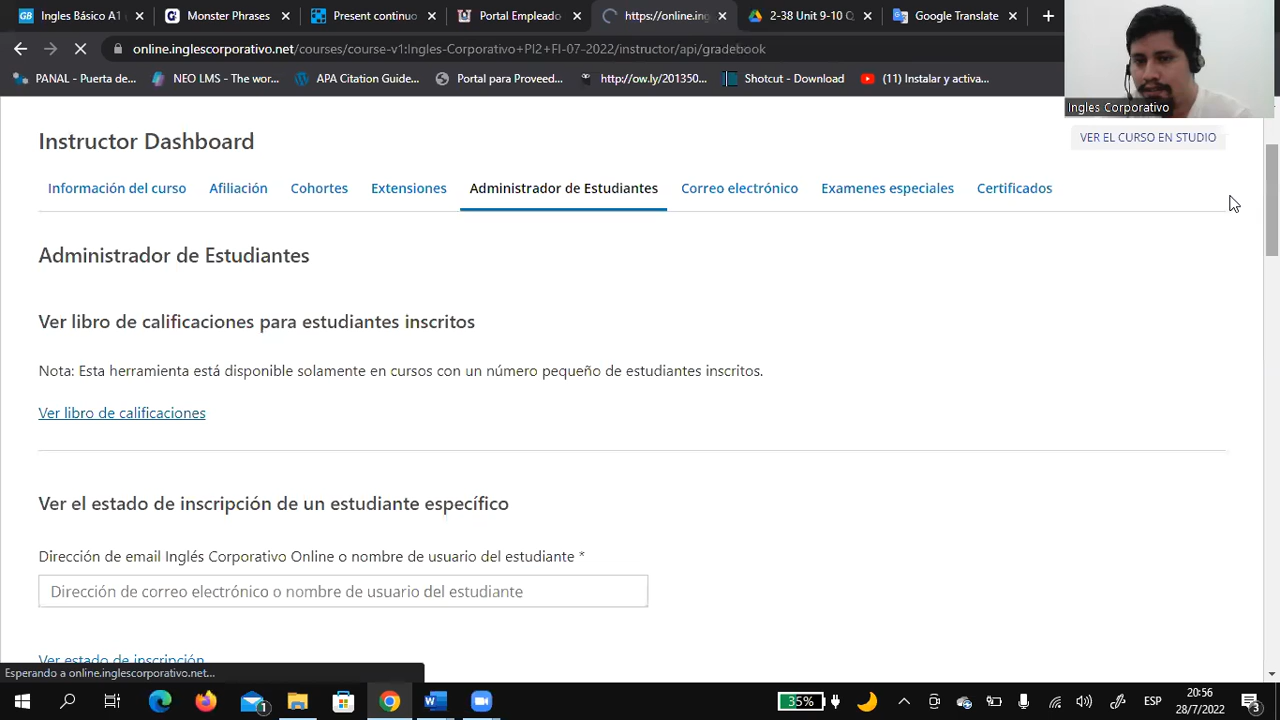 Ingles Básico A1 (
Monster Phrases
Present continuo
Portal Empleado
https://online.ing
2-38 Unit 9-10 Q
Google Translate
online.inglescorporativo.net/courses/course-v1:Ingles-Corporativo+PI2+FI-07-2022/instructor/api/gradebook
PANAL - Puerta de...
NEO LMS - The wor...
APA Citation Guide...
Portal para Proveed...
http://ow.ly/201350...
Shotcut - Download
(11) Instalar y activa...
Ingles Corporativo
Instructor Dashboard
VER EL CURSO EN STUDIO
Información del curso
Afiliación
Cohortes
Extensiones
Administrador de Estudiantes
Correo electrónico
Examenes especiales
Certificados
Administrador de Estudiantes
Ver libro de calificaciones para estudiantes inscritos
Nota: Esta herramienta está disponible solamente en cursos con un número pequeño de estudiantes inscritos.
Ver libro de calificaciones
Ver el estado de inscripción de un estudiante específico
Dirección de email Inglés Corporativo Online o nombre de usuario del estudiante *
Dirección de correo electrónico o nombre de usuario del estudiante
Ver estado de inscripción
Esperando a online.inglescorporativo.net...
1
35%
ESP
20:56
28/7/2022
3